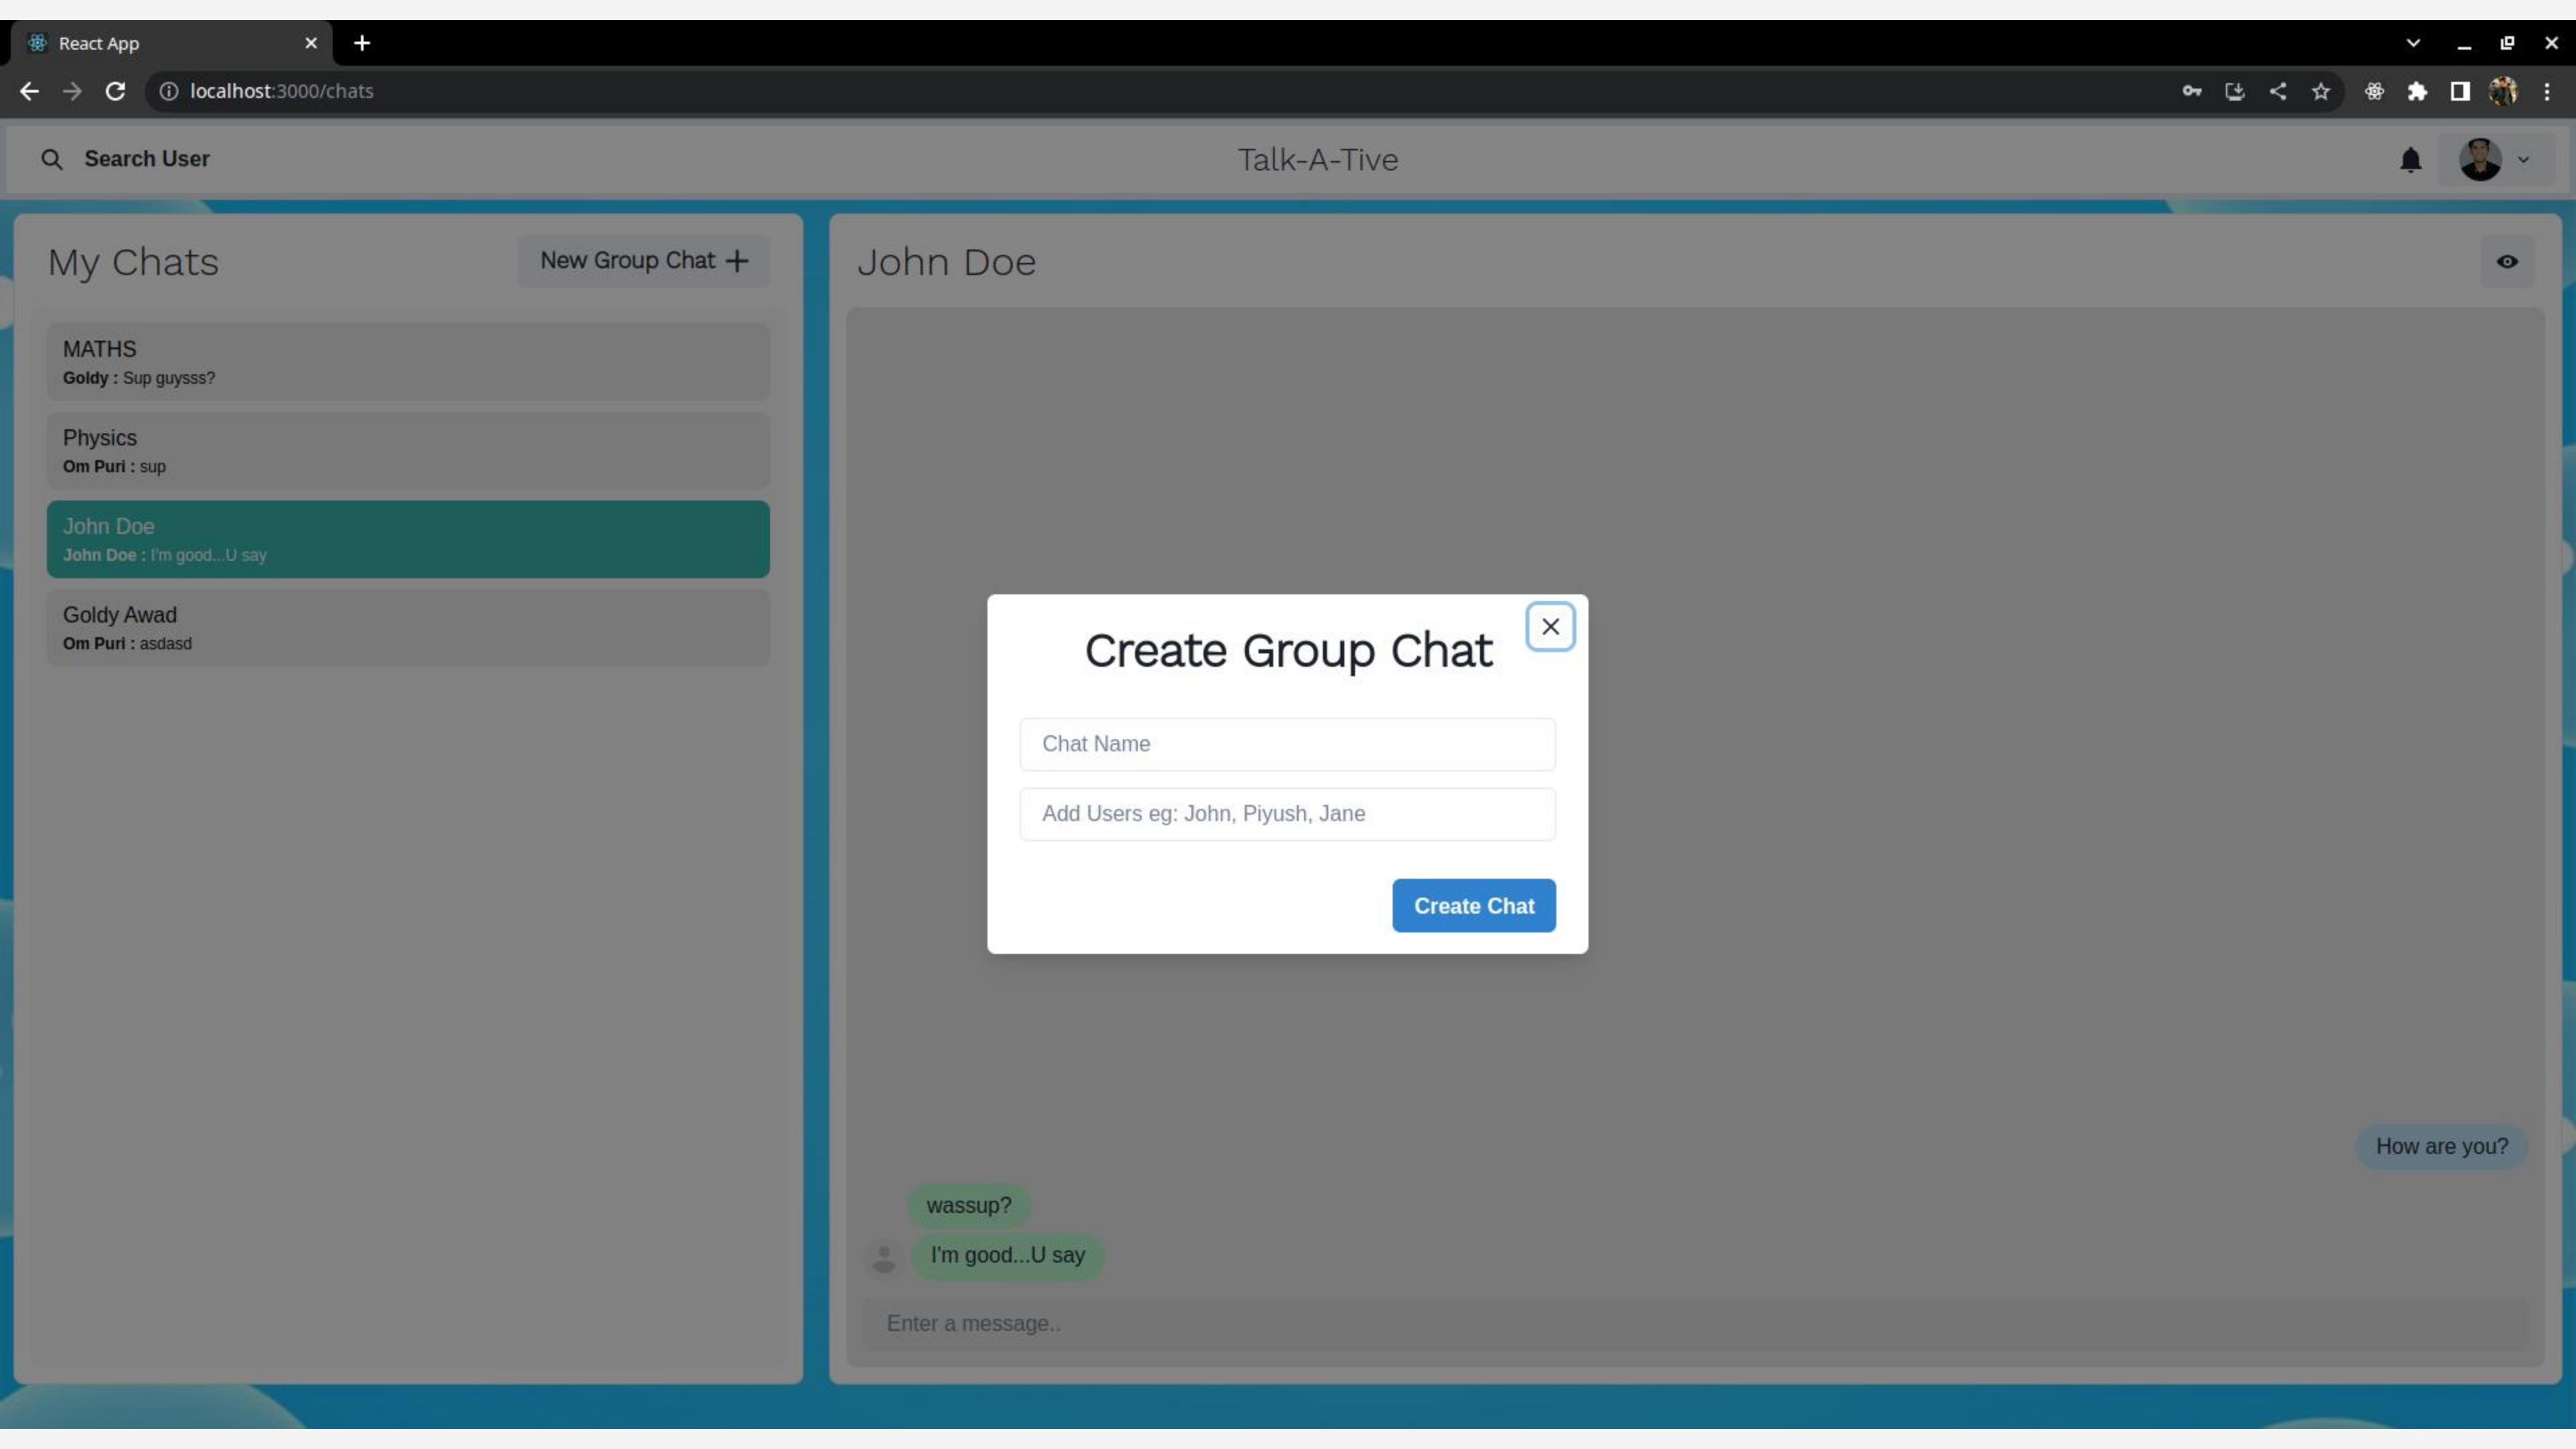 React App
localhost:3000/chats
Search User
Talk-A-Tive
My Chats
New Group Chat +
MATHS
Goldy : Sup guysss?
Physics
Om Puri : sup
John Doe
John Doe : I'm good...U say
Goldy Awad
Om Puri : asdasd
John Doe
Create Group Chat
Chat Name
Add Users eg: John, Piyush, Jane
Create Chat
How are you?
wassup?
I'm good...U say
Enter a message..